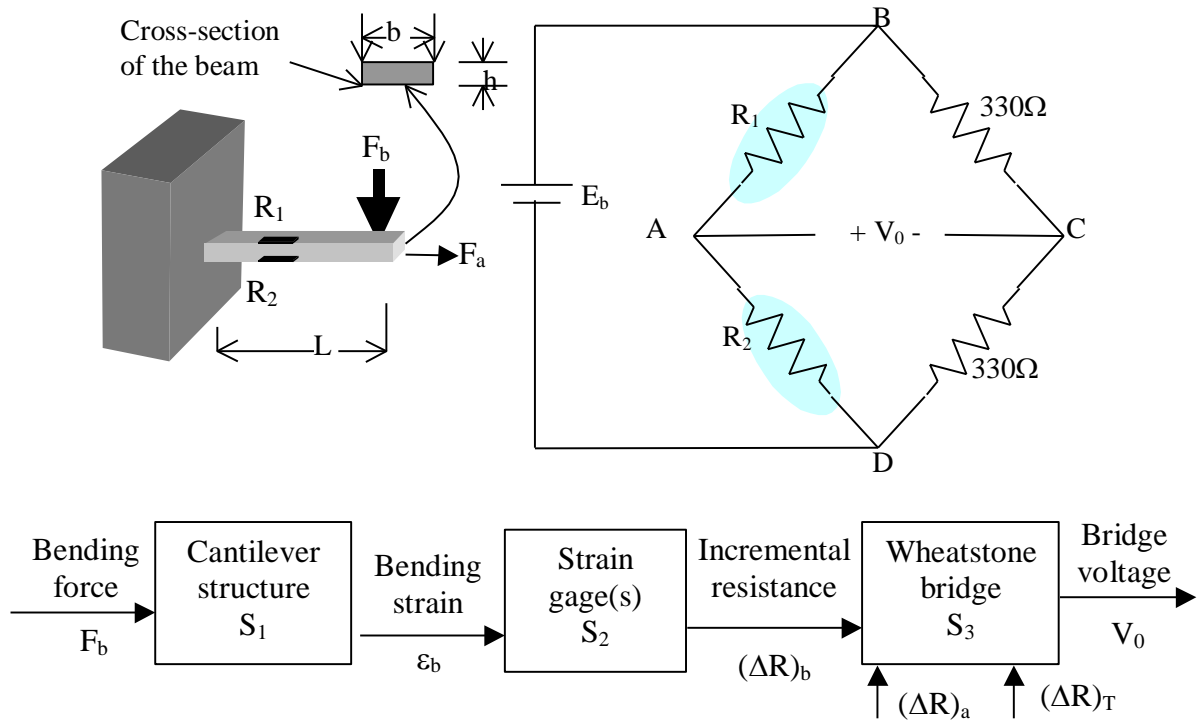 Cross-section
of the beam
b
h
F_b
R_1
R_2
F_a
L
B
R_1
330Ω
E_b
A
+ V_0 -
C
R_2
330Ω
D
Bending
force
F_b
Cantilever
structure
S_1
Bending
strain
ε_b
Strain
gage(s)
S_2
Incremental
resistance
(ΔR)_b
Wheatstone
bridge
S_3
Bridge
voltage
V_0
(ΔR)_a
(ΔR)_T